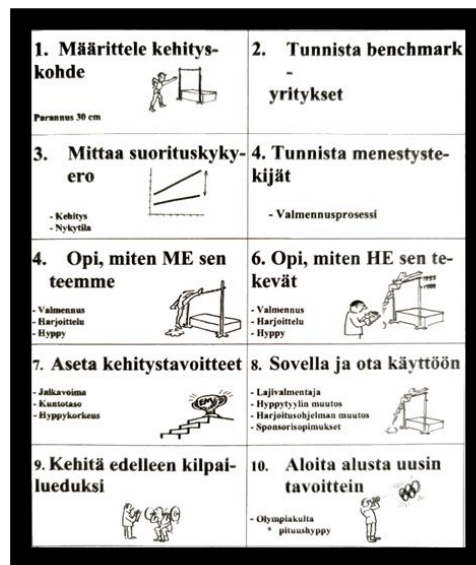 1. Määrittele kehitys-
kohde
Parannus 30 cm
2. Tunnista benchmark
-
yritykset
3. Mittaa suorituskyky-
ero
- Kehitys
- Nykytila
4. Tunnista menestyste-
kijät
- Valmennusprosessi
4. Opi, miten ME sen
teemme
- Valmennus
- Harjoittelu
- Hyppy
6. Opi, miten HE sen te-
kevät
- Valmennus
- Harjoittelu
- Hyppy
7. Aseta kehitystavoitteet
- Jalkavoima
- Kuntotaso
- Hyppykorkeus
EM
8. Sovella ja ota käyttöön
- Lajivalmentaja
- Hyppytyylin muutos
- Harjoitusohjelman muutos
- Sponsorisopimukset
9. Kehitä edelleen kilpai-
lueduksi
10. Aloita alusta uusin
tavoittein
- Olympiakulta
* pituushyppy